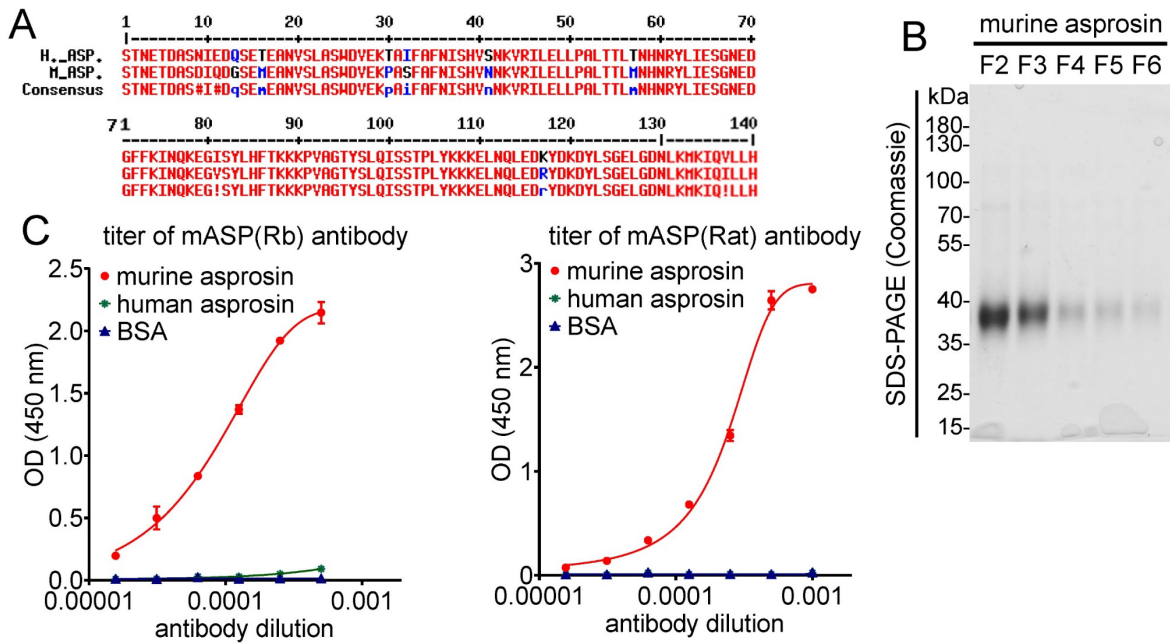 A
1 10 20 30 40 50 60 70
H._ASP. STNETDASNIEDQSETEANVSLASWDVEKTAIFAFNISHVSNKVRILELLPALTTLTNHNRYLIESGNED
M_ASP. STNETDASDIQDGSEMEANVSLASWDVEKPASFAFNISHVNNKVRILELLPALTTLMNHNRYLIESGNED
Consensus STNETDAS#I#DqSEmEANVSLASWDVEKpAiFAFNISHVnNKVRILELLPALTTLmNHNRYLIESGNED
71 80 90 100 110 120 130 140
GFFKINQKEGISYLHFTKKKPVAGTYSLQISSTPLYKKKELNQLEDKYDKDYLSGELGDNLKMKIQVLLH
GFFKINQKEGVSYLHFTKKKPVAGTYSLQISSTPLYKKKELNQLEDRYDKDYLSGELGDNLKMKIQILLH
GFFKINQKEG!SYLHFTKKKPVAGTYSLQISSTPLYKKKELNQLEDrYDKDYLSGELGDNLKMKIQ!LLH
B
murine asprosin
F2 F3 F4 F5 F6
kDa
180-
130-
100-
70-
55-
40-
35-
25-
15-
SDS-PAGE (Coomassie)
C
titer of mASP(Rb) antibody
murine asprosin
human asprosin
BSA
2.5
2.0
1.5
1.0
0.5
0.0
OD (450 nm)
0.00001 0.0001 0.001
antibody dilution
titer of mASP(Rat) antibody
murine asprosin
human asprosin
BSA
3
2
1
0
OD (450 nm)
0.00001 0.0001 0.001
antibody dilution